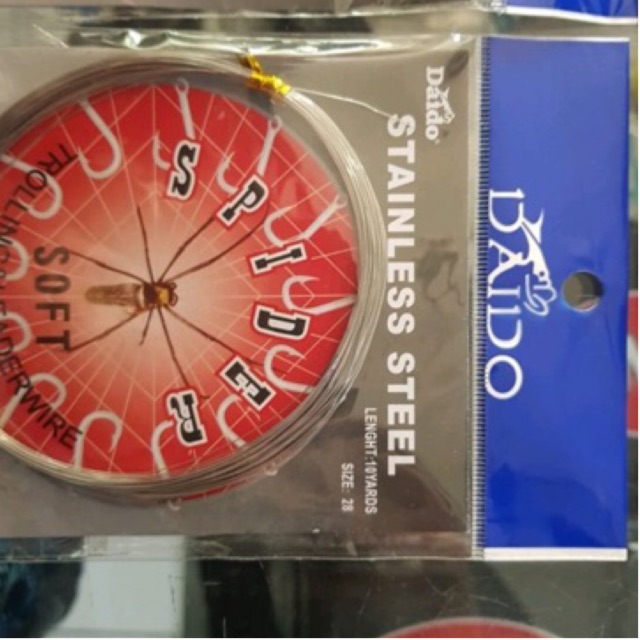 DAIDO
Daido®
STAINLESS STEEL
LENGHT:10YARDS
SIZE: 28
SPIDER
SOFT
TROLLING LEADERWIRE